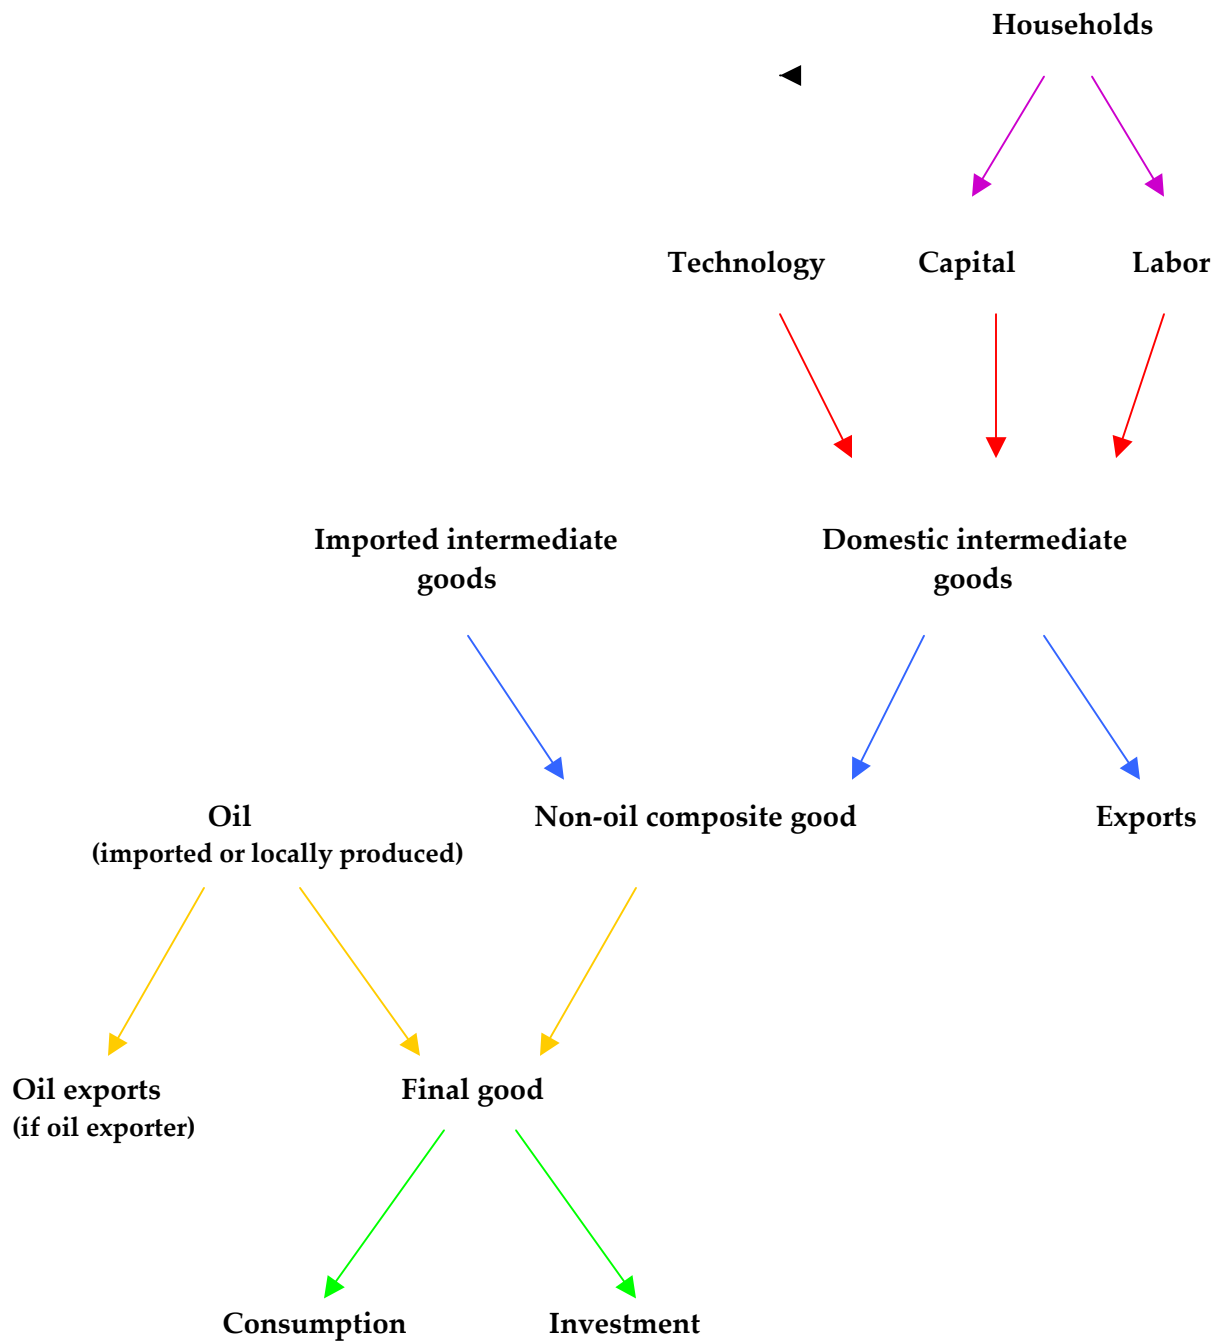 Households
Technology
Capital
Labor
Imported intermediate
goods
Domestic intermediate
goods
Oil
(imported or locally produced)
Non-oil composite good
Exports
Oil exports
(if oil exporter)
Final good
Consumption
Investment